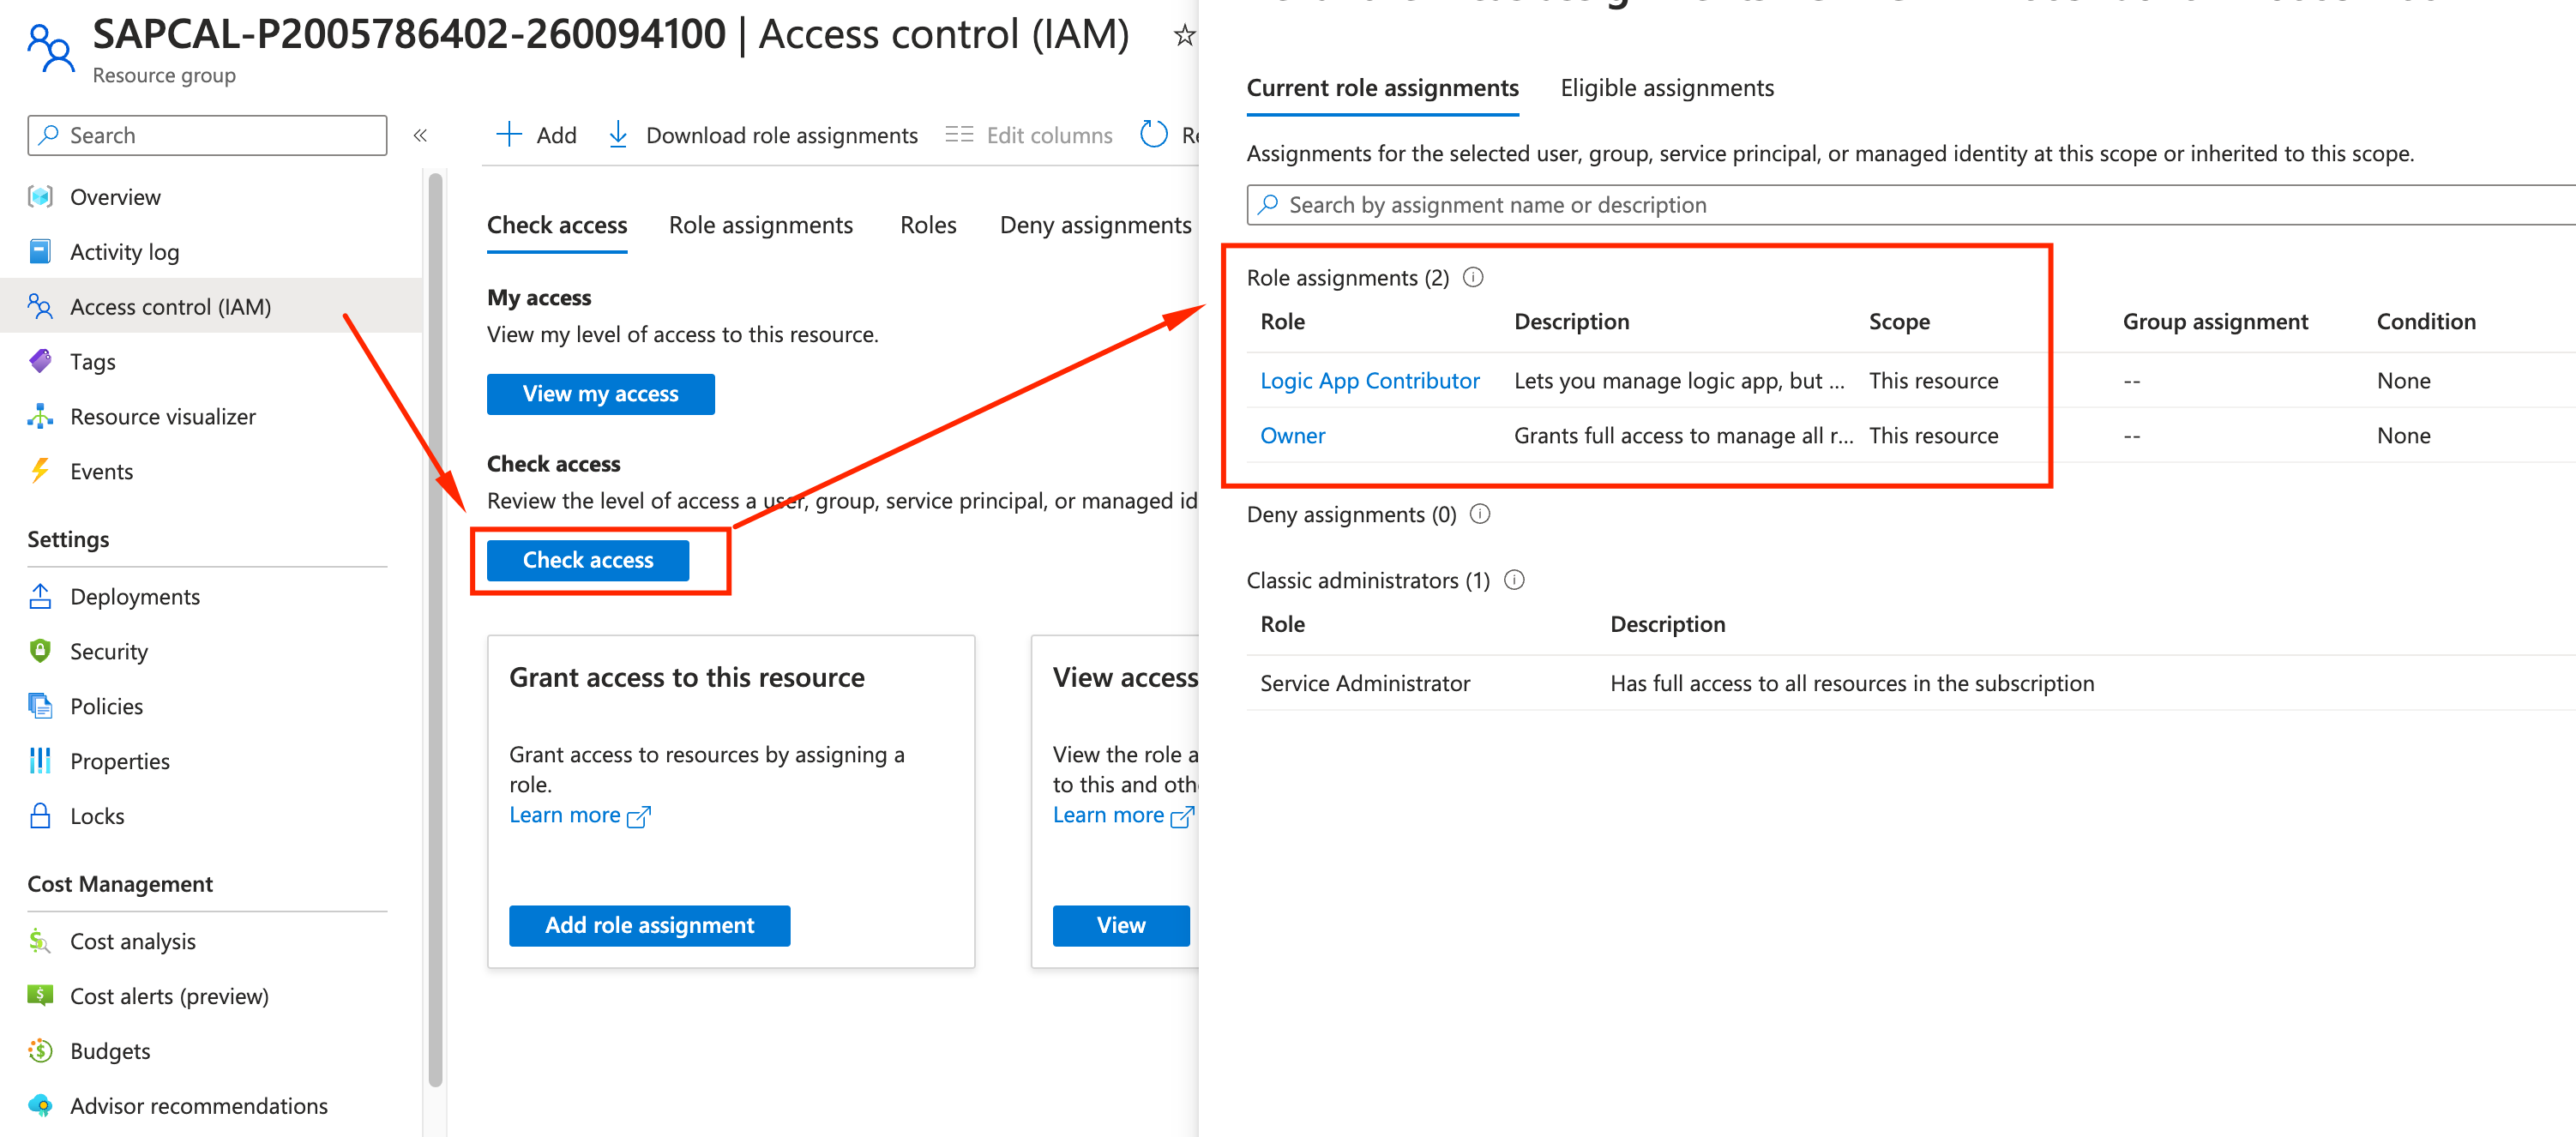 SAPCAL-P2005786402-260094100 | Access control (IAM)
Resource group
Search
Overview
Activity log
Access control (IAM)
Tags
Resource visualizer
Events
Settings
Deployments
Security
Policies
Properties
Locks
Cost Management
Cost analysis
Cost alerts (preview)
Budgets
Advisor recommendations
Add
Download role assignments
Edit columns
Check access
Role assignments
Roles
Deny assignments
My access
View my access to this resource.
View my access
Check access
Review the level of access a user, group, service principal, or managed id
Check access
Grant access to this resource
Grant access to resources by assigning a
role.
Learn more
Add role assignment
View access
View the role a
to this and oth
Learn more
View
Current role assignments
Eligible assignments
Assignments for the selected user, group, service principal, or managed identity at this scope or inherited to this scope.
Search by assignment name or description
Role assignments (2)
Role Description Scope Group assignment Condition
Logic App Contributor Lets you manage logic app, but ... This resource -- None
Owner Grants full access to manage all r... This resource -- None
Deny assignments (0)
Classic administrators (1)
Role Description
Service Administrator Has full access to all resources in the subscription